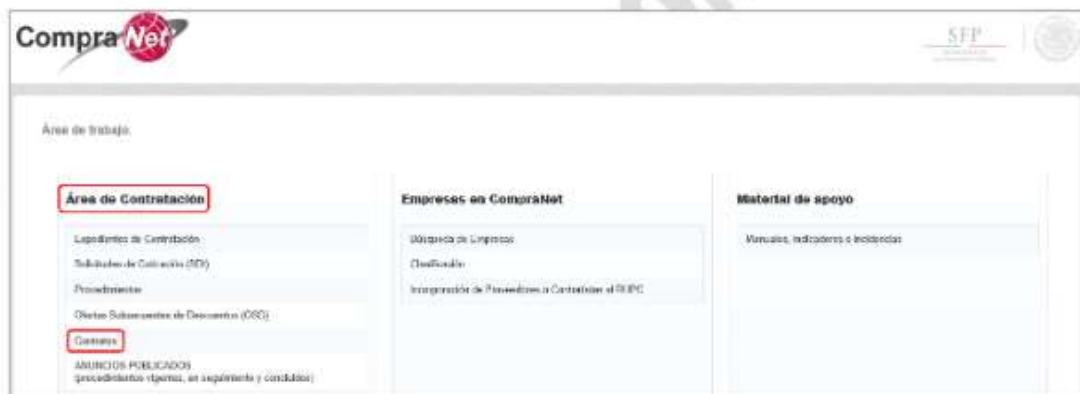 CompraNet
SFP
Área de trabajo.
Área de Contratación
Expedientes de Contratación
Solicitudes de Cotización (SDI)
Procedimientos
Ofertas Subsecuentes de Descuentos (OSD)
Contratos
ANUNCIOS PUBLICADOS
(procedimientos vigentes, en seguimiento y concluidos)
Empresas en CompraNet
Búsqueda de Empresas
Clasificación
Incorporación de Proveedores o Contratistas al RUPC
Material de apoyo
Manuales, indicadores e incidencias